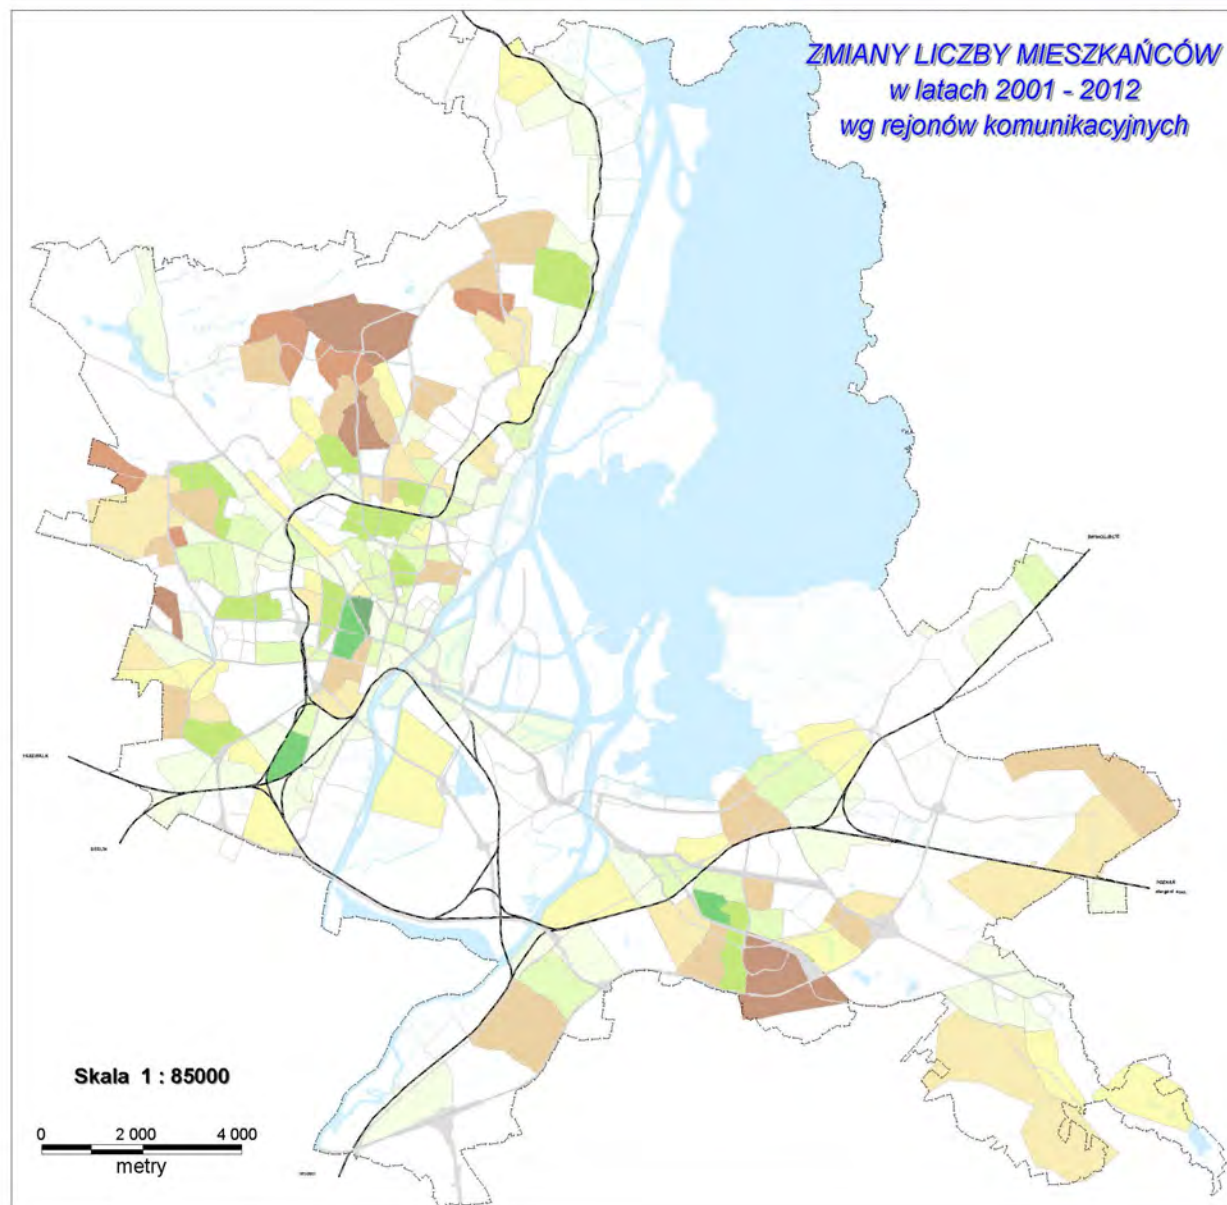 ZMIANY LICZBY MIESZKAŃCÓW
w latach 2001 - 2012
wg rejonów komunikacyjnych
Skala 1 : 85000
0 2 000 4 000
metry